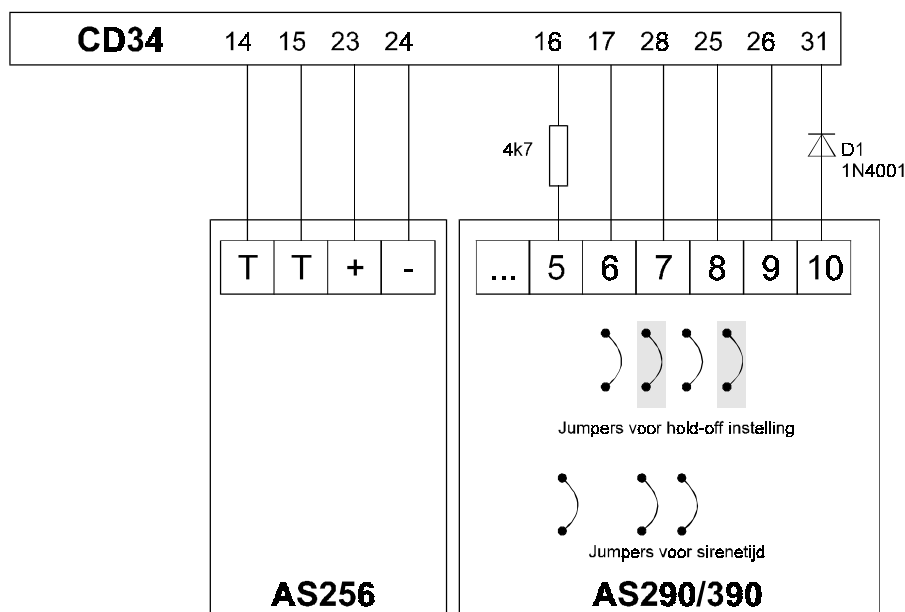 CD34 14 15 23 24 16 17 28 25 26 31
4k7
D1
1N4001
T T + - ... 5 6 7 8 9 10
Jumpers voor hold-off instelling
Jumpers voor sirenetijd
AS256 AS290/390